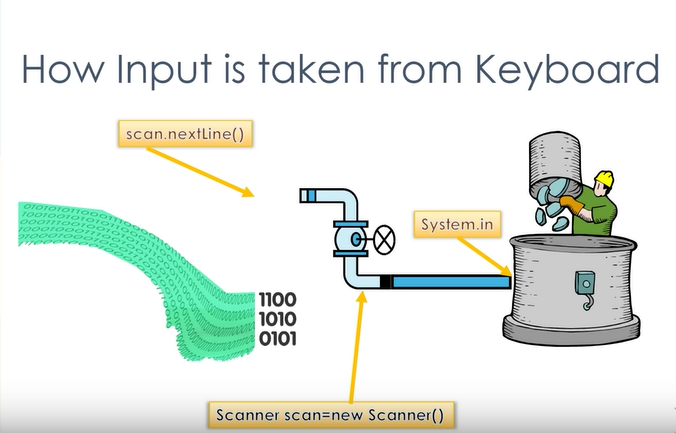 How Input is taken from Keyboard
scan.nextLine()
System.in
1100
1010
0101
Scanner scan=new Scanner()